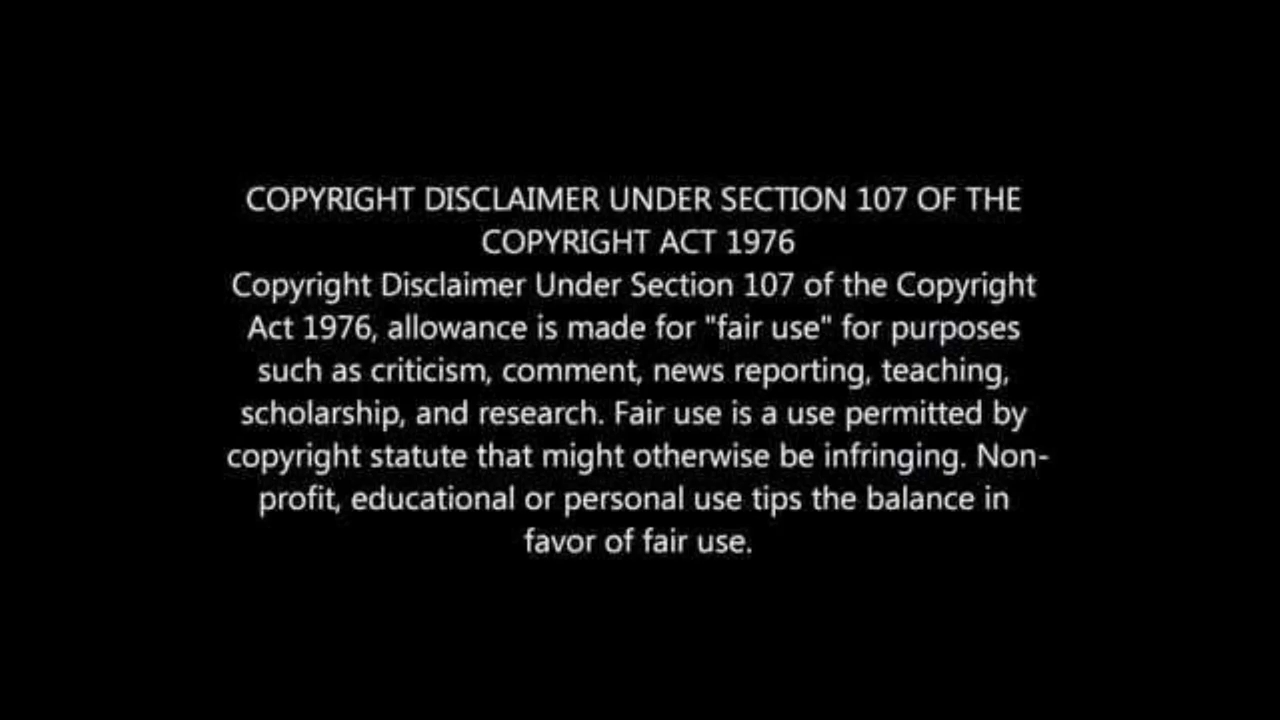 COPYRIGHT DISCLAIMER UNDER SECTION 107 OF THE
COPYRIGHT ACT 1976
Copyright Disclaimer Under Section 107 of the Copyright
Act 1976, allowance is made for "fair use" for purposes
such as criticism, comment, news reporting, teaching,
scholarship, and research. Fair use is a use permitted by
copyright statute that might otherwise be infringing. Non-
profit, educational or personal use tips the balance in
favor of fair use.